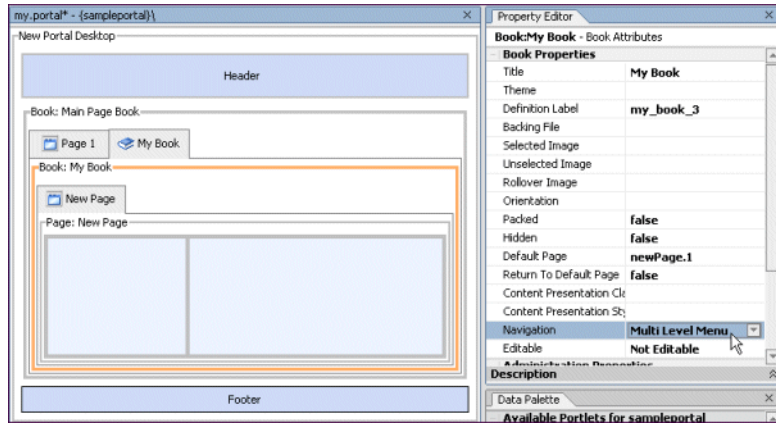 my.portal* - {sampleportal}\
New Portal Desktop
Header
Book: Main Page Book
Page 1
My Book
Book: My Book
New Page
Page: New Page
Footer
Property Editor
Book:My Book - Book Attributes
Book Properties
Title My Book
Theme
Definition Label my_book_3
Backing File
Selected Image
Unselected Image
Rollover Image
Orientation
Packed false
Hidden false
Default Page newPage.1
Return To Default Page false
Content Presentation Cla
Content Presentation Sty
Navigation Multi Level Menu
Editable Not Editable
Administration Properties
Description
Data Palette
Available Portlets for sampleportal